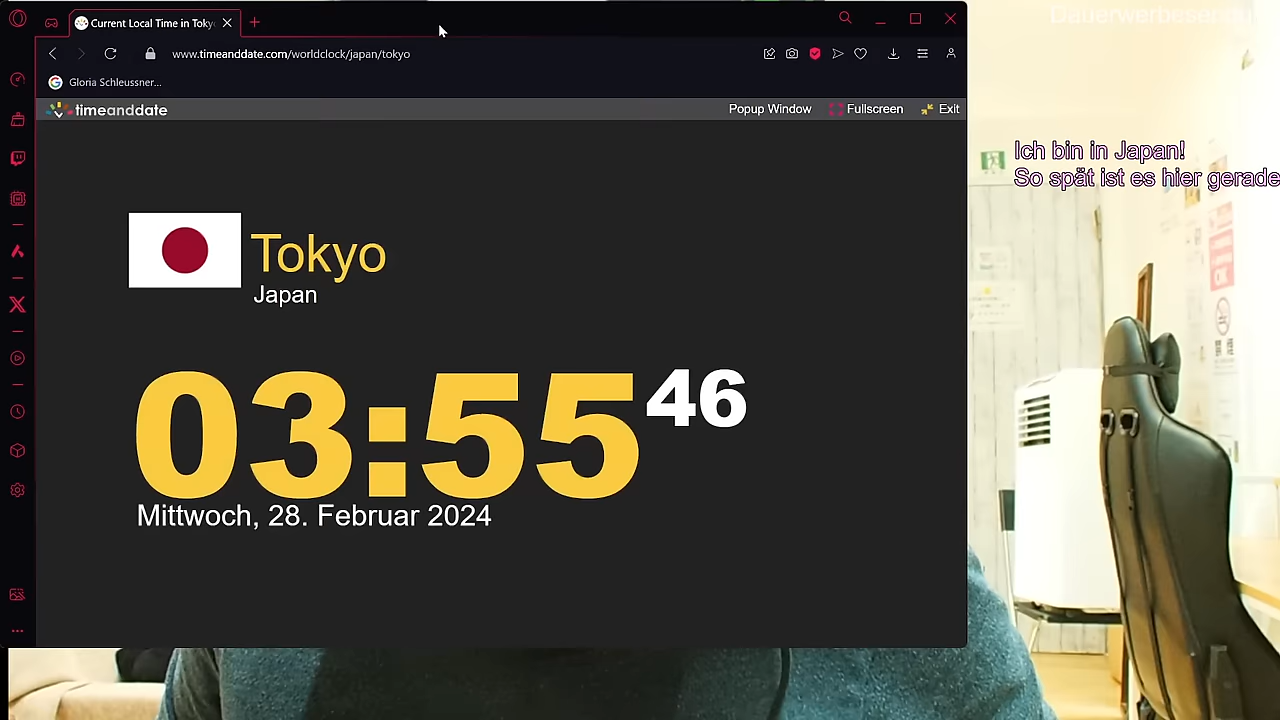 Current Local Time in Toky
www.timeanddate.com/worldclock/japan/tokyo
Gloria Schleussner...
timeanddate
Popup Window
Fullscreen
Exit
Dauerwerbesendu
Ich bin in Japan!
So spät ist es hier gerade
Tokyo
Japan
03:55 46
Mittwoch, 28. Februar 2024